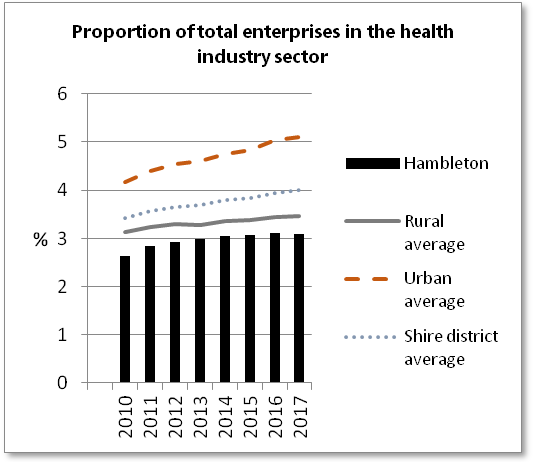 Proportion of total enterprises in the health
industry sector
6
5
4
3
2
1
0
%
2010
2011
2012
2013
2014
2015
2016
2017
Hambleton
Rural
average
Urban
average
Shire district
average